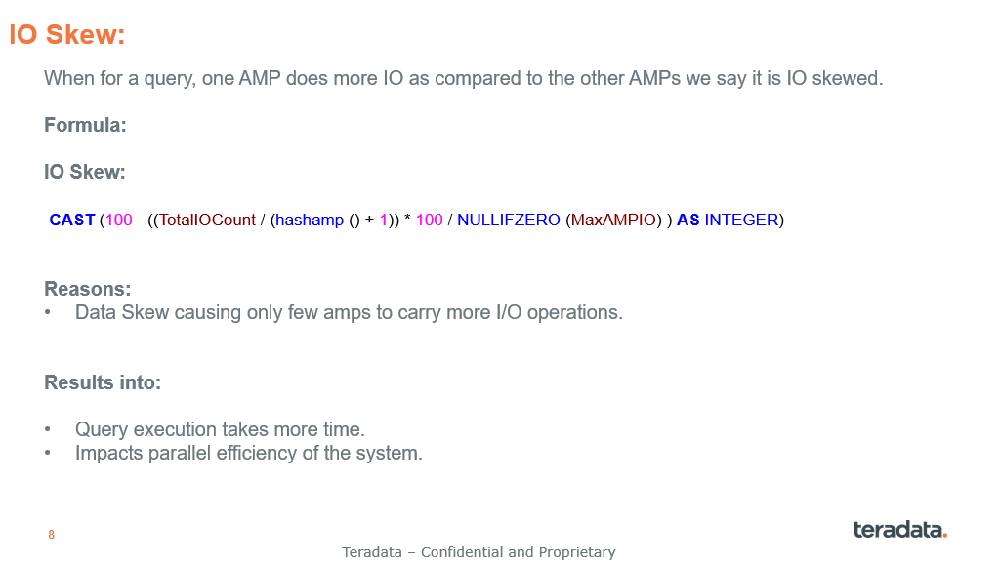 IO Skew:
When for a query, one AMP does more IO as compared to the other AMPs we say it is IO skewed.
Formula:
IO Skew:
CAST (100 - ((TotalIOCount / (hashamp () + 1)) * 100 / NULLIFZERO (MaxAMPIO) ) AS INTEGER)
Reasons:
• Data Skew causing only few amps to carry more I/O operations.
Results into:
• Query execution takes more time.
• Impacts parallel efficiency of the system.
8
teradata.
Teradata – Confidential and Proprietary